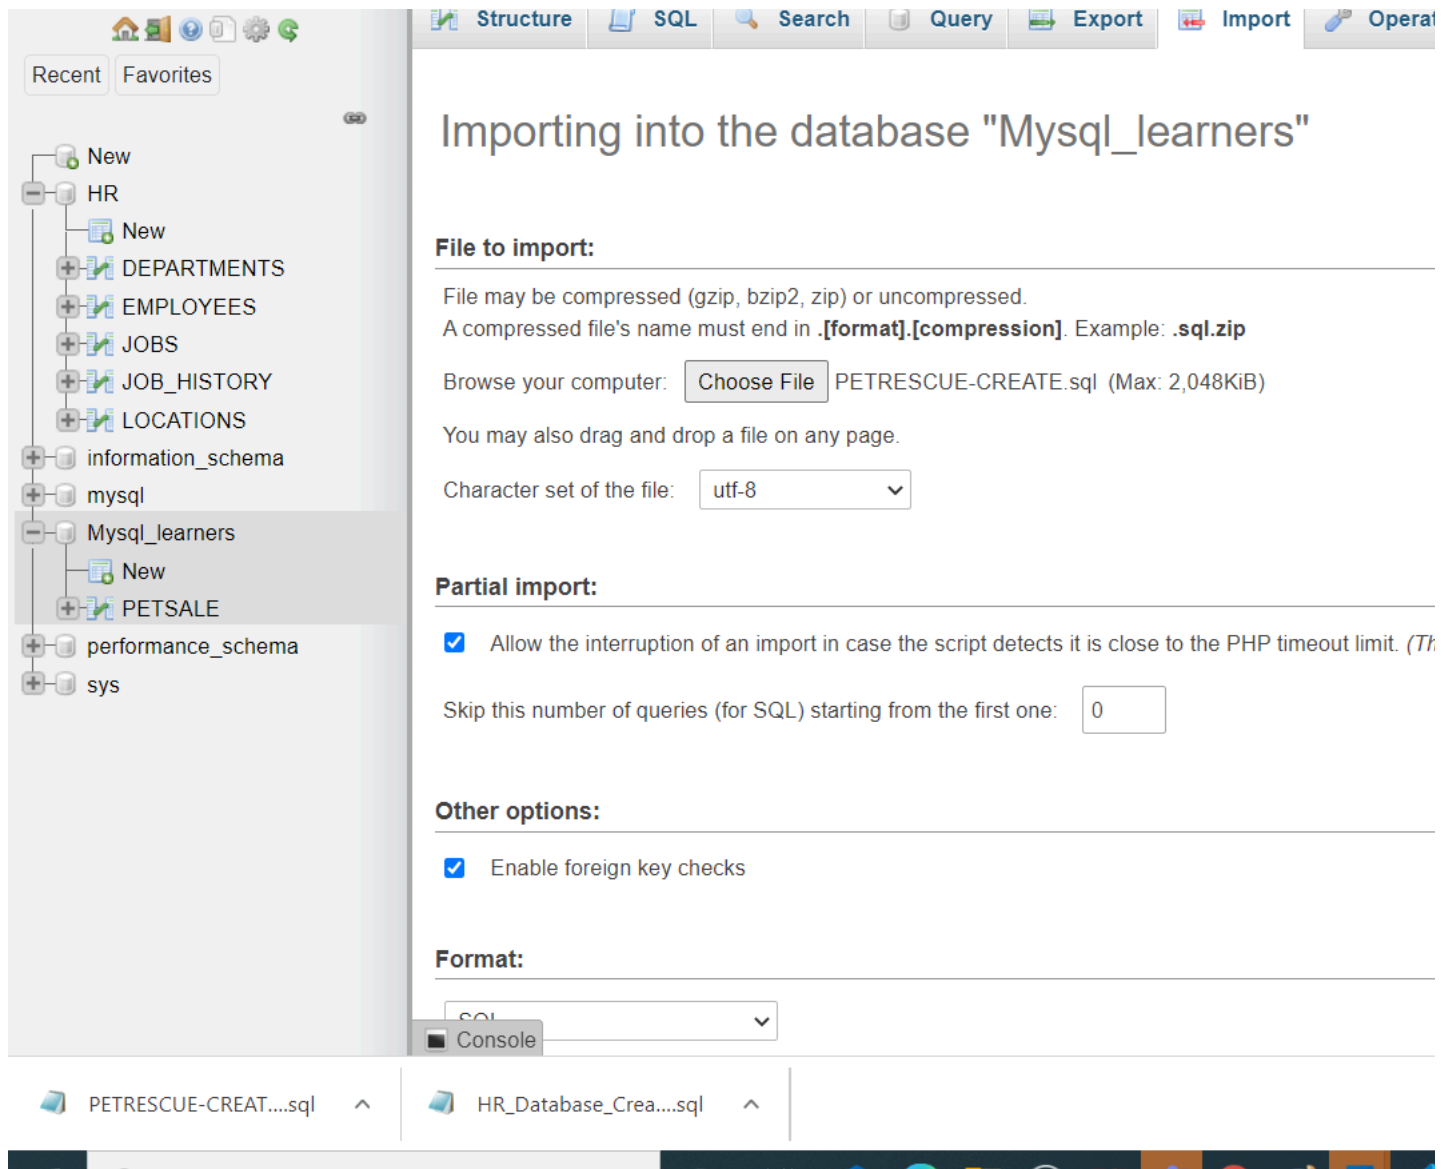 Structure SQL Search Query Export Import Operat
Recent Favorites
New
HR
New
DEPARTMENTS
EMPLOYEES
JOBS
JOB_HISTORY
LOCATIONS
information_schema
mysql
Mysql_learners
New
PETSALE
performance_schema
sys
Importing into the database "Mysql_learners"
File to import:
File may be compressed (gzip, bzip2, zip) or uncompressed.
A compressed file's name must end in .[format].[compression]. Example: .sql.zip
Browse your computer: Choose File PETRESCUE-CREATE.sql (Max: 2,048KiB)
You may also drag and drop a file on any page.
Character set of the file: utf-8
Partial import:
Allow the interruption of an import in case the script detects it is close to the PHP timeout limit. (Th
Skip this number of queries (for SQL) starting from the first one: 0
Other options:
Enable foreign key checks
Format:
SQL
Console
PETRESCUE-CREAT....sql HR_Database_Crea....sql